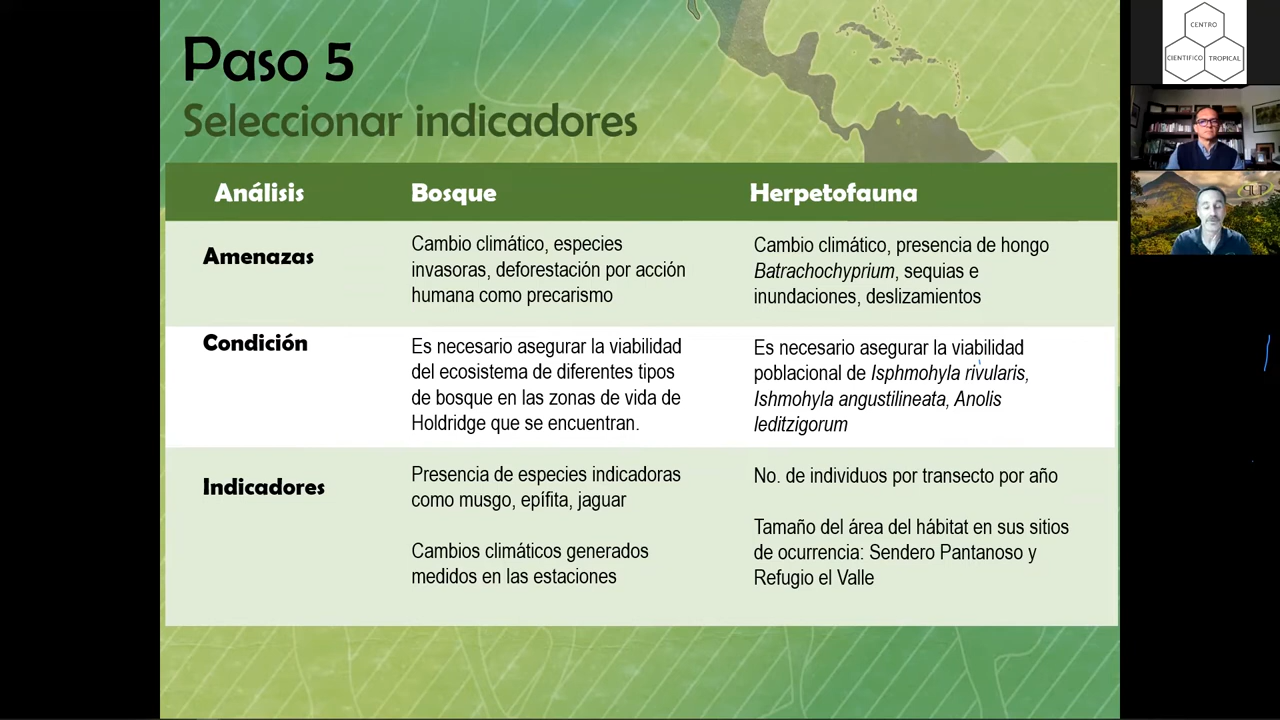 Paso 5
Seleccionar indicadores
Análisis
Bosque
Herpetofauna
Amenazas
Cambio climático, especies
invasoras, deforestación por acción
humana como precarismo
Cambio climático, presencia de hongo
Batrachochyprium, sequias e
inundaciones, deslizamientos
Condición
Es necesario asegurar la viabilidad
del ecosistema de diferentes tipos
de bosque en las zonas de vida de
Holdridge que se encuentran.
Es necesario asegurar la viabilidad
poblacional de Isphmohyla rivularis,
Ishmohyla angustilineata, Anolis
leditzigorum
Indicadores
Presencia de especies indicadoras
como musgo, epífita, jaguar
Cambios climáticos generados
medidos en las estaciones
No. de individuos por transecto por año
Tamaño del área del hábitat en sus sitios
de ocurrencia: Sendero Pantanoso y
Refugio el Valle
CENTRO
CIENTIFICO
TROPICAL